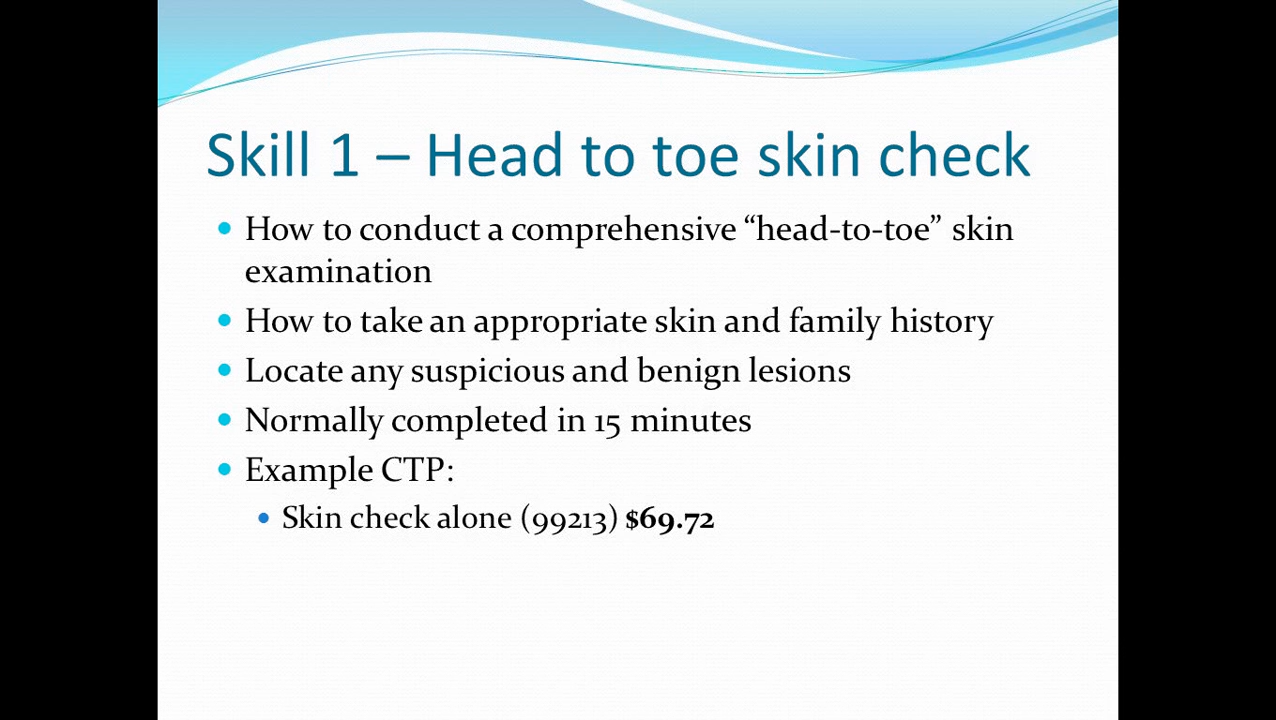 Skill 1 – Head to toe skin check
How to conduct a comprehensive “head-to-toe” skin
examination
How to take an appropriate skin and family history
Locate any suspicious and benign lesions
Normally completed in 15 minutes
Example CTP:
Skin check alone (99213) $69.72